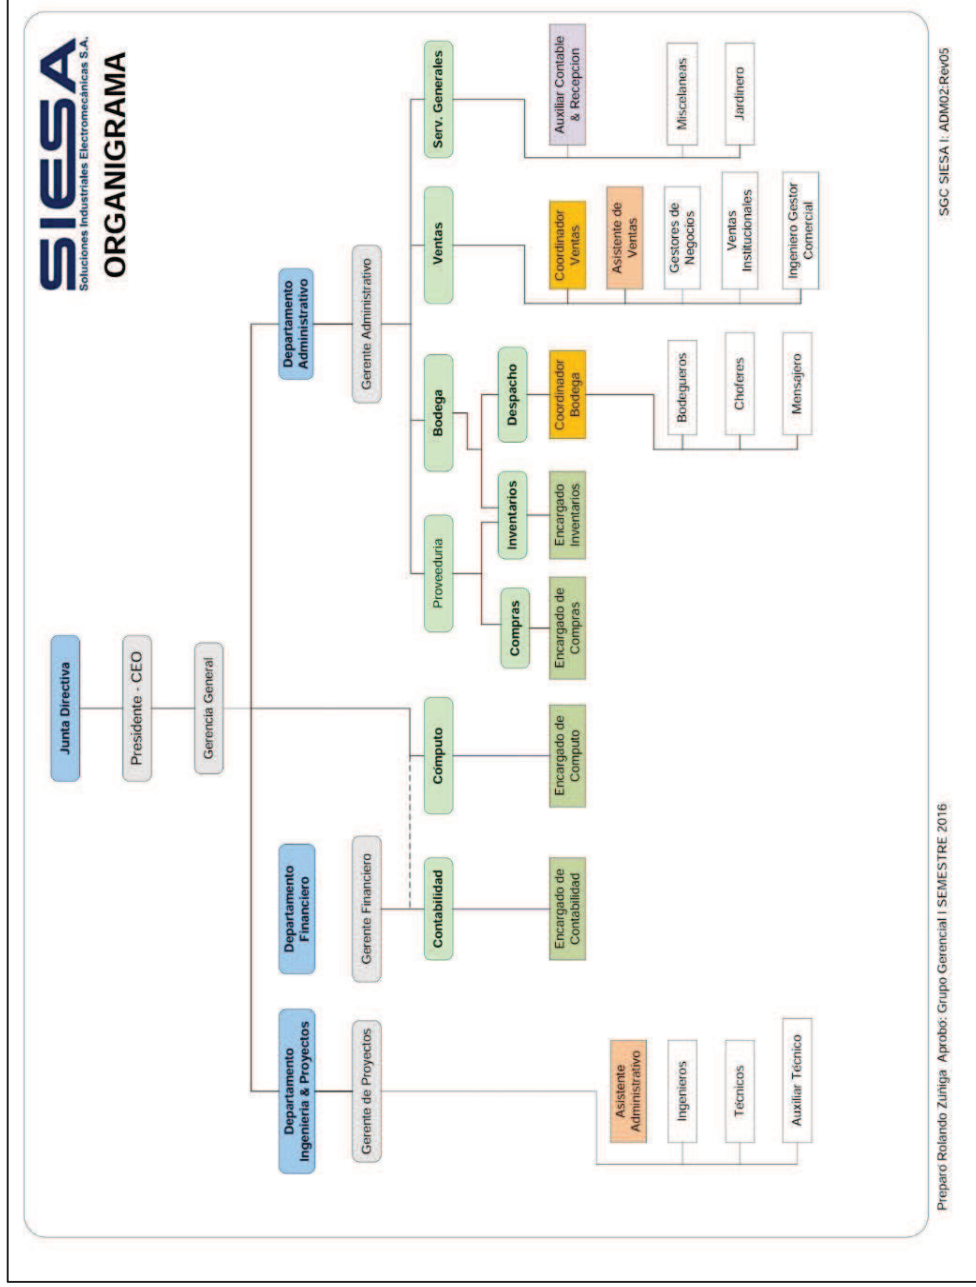 SIESA
Soluciones Industriales Electromecánicas S.A.
ORGANIGRAMA
Junta Directiva
Presidente - CEO
Gerencia General
Departamento
Ingenieria & Proyectos
Departamento
Financiero
Departamento
Administrativo
Gerente de Proyectos
Gerente Financiero
Gerente Administrativo
Contabilidad
Cómputo
Proveeduria
Bodega
Ventas
Serv. Generales
Compras
Inventarios
Despacho
Encargado de
Contabilidad
Encargado de
Computo
Encargado de
Compras
Encargado
Inventarios
Coordinador
Bodega
Coordinador
Ventas
Auxiliar Contable
& Recepcion
Asistente
Administrativo
Asistente de
Ventas
Ingenieros
Bodegueros
Gestores de
Negocios
Miscelaneas
Técnicos
Choferes
Ventas
Institucionales
Jardinero
Auxiliar Técnico
Mensajero
Ingeniero Gestor
Comercial
Preparo Rolando Zuñiga Aprobo: Grupo Gerencial I SEMESTRE 2016
SGC SIESA I: ADM02:Rev05